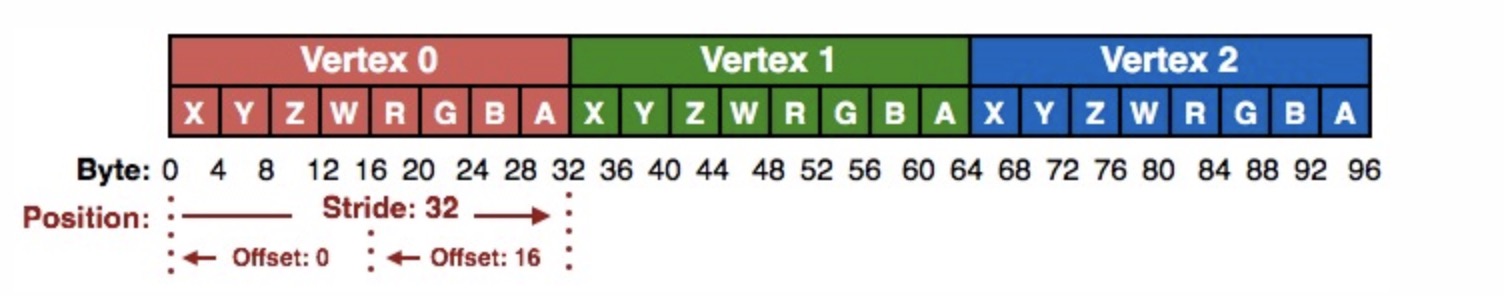 Vertex 0 Vertex 1 Vertex 2
X Y Z W R G B A X Y Z W R G B A X Y Z W R G B A
Byte: 0 4 8 12 16 20 24 28 32 36 40 44 48 52 56 60 64 68 72 76 80 84 88 92 96
Position: Stride: 32
Offset: 0 Offset: 16